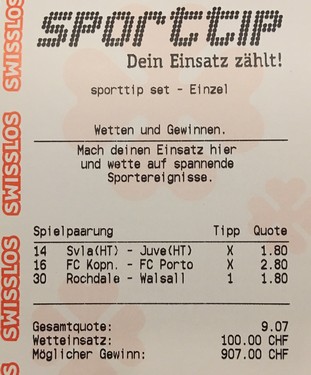 sporttip
Dein Einsatz zählt!
sporttip set - Einzel
Wetten und Gewinnen.
Mach deinen Einsatz hier
und wette auf spannende
Sportereignisse.
Spielpaarung Tipp Quote
14 Svla(HT) - Juve(HT) X 1.80
16 FC Kopn. - FC Porto X 2.80
30 Rochdale - Walsall 1 1.80
Gesamtquote: 9.07
Wetteinsatz: 100.00 CHF
Möglicher Gewinn: 907.00 CHF
SWISSLOS
SWISSLOS
SWISSLOS